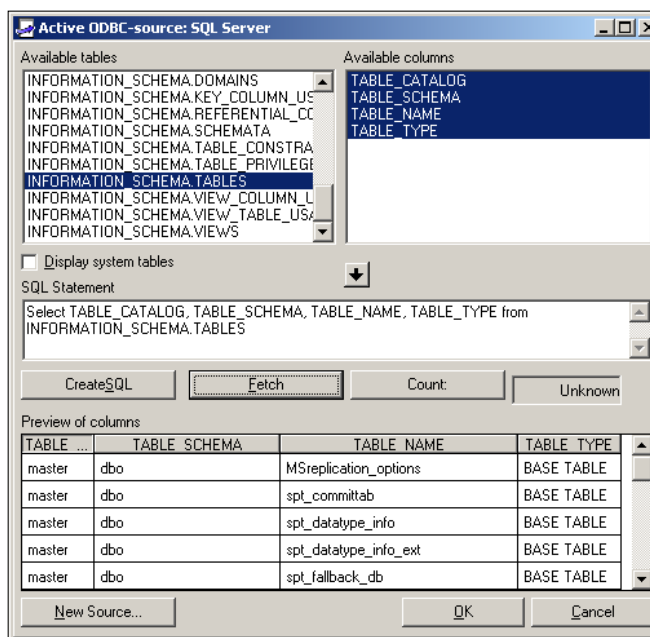 Active ODBC-source: SQL Server
Available tables
Available columns
INFORMATION_SCHEMA.DOMAINS
INFORMATION_SCHEMA.KEY_COLUMN_US
INFORMATION_SCHEMA.REFERENTIAL_CO
INFORMATION_SCHEMA.SCHEMATA
INFORMATION_SCHEMA.TABLE_CONSTRA
INFORMATION_SCHEMA.TABLE_PRIVILEGE
INFORMATION_SCHEMA.TABLES
INFORMATION_SCHEMA.VIEW_COLUMN_U
INFORMATION_SCHEMA.VIEW_TABLE_USA
INFORMATION_SCHEMA.VIEWS
TABLE_CATALOG
TABLE_SCHEMA
TABLE_NAME
TABLE_TYPE
Display system tables
SQL Statement
Select TABLE_CATALOG, TABLE_SCHEMA, TABLE_NAME, TABLE_TYPE from
INFORMATION_SCHEMA.TABLES
CreateSQL Fetch Count: Unknown
Preview of columns
TABLE_... TABLE_SCHEMA TABLE_NAME TABLE_TYPE
master dbo MSreplication_options BASE TABLE
master dbo spt_committab BASE TABLE
master dbo spt_datatype_info BASE TABLE
master dbo spt_datatype_info_ext BASE TABLE
master dbo spt_fallback_db BASE TABLE
New Source... OK Cancel